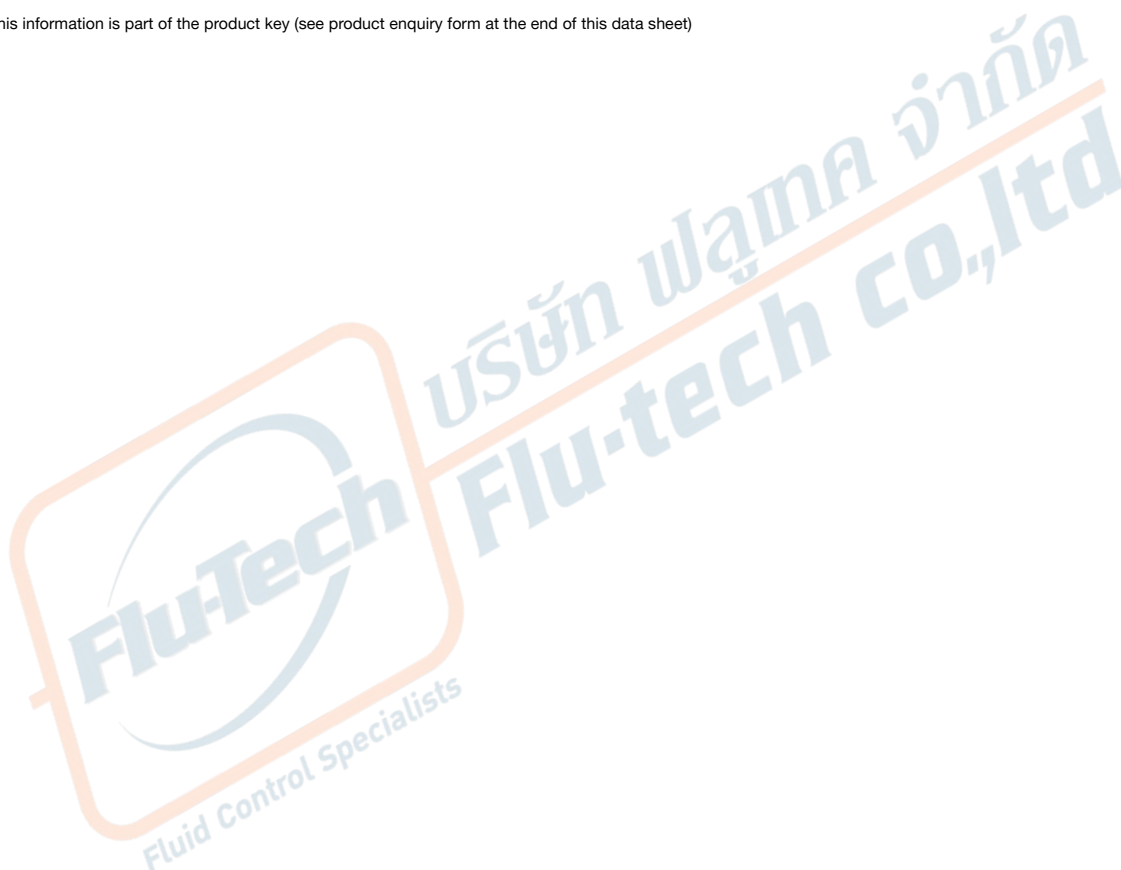 his information is part of the product key (see product enquiry form at the end of this data sheet)
บริษัท ฟลูเทค จำกัด
Flu-tech co.,ltd
Flu-Tech
Fluid Control Specialists